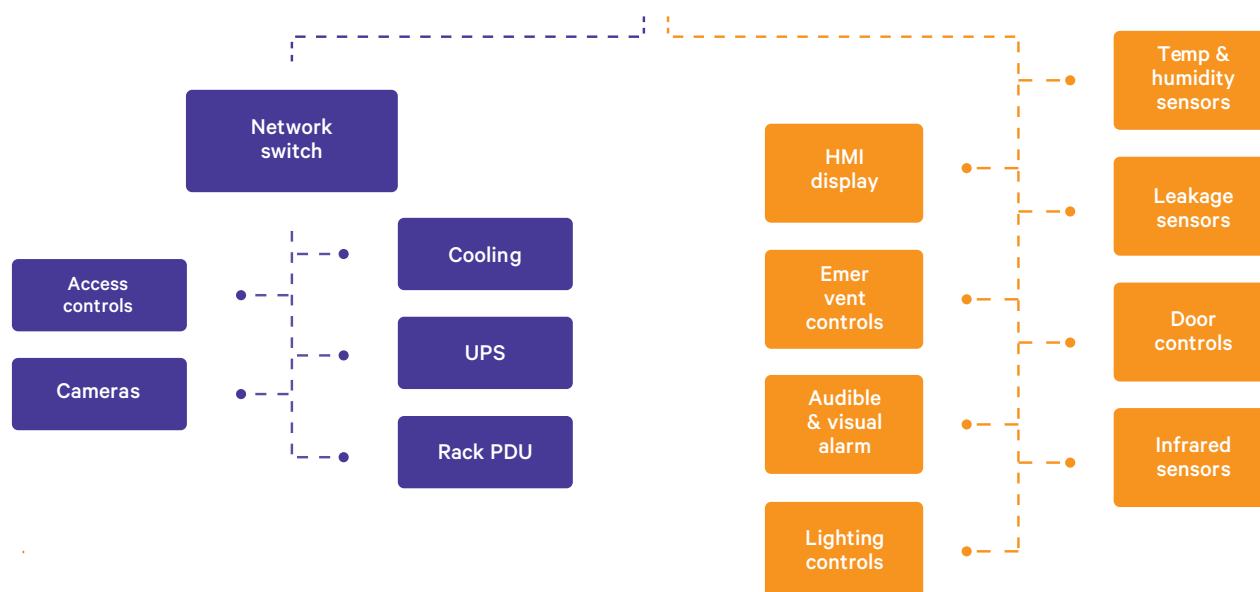 Network
switch
Access
controls
Cameras
Cooling
UPS
Rack PDU
HMI
display
Emer
vent
controls
Audible
& visual
alarm
Lighting
controls
Temp &
humidity
sensors
Leakage
sensors
Door
controls
Infrared
sensors